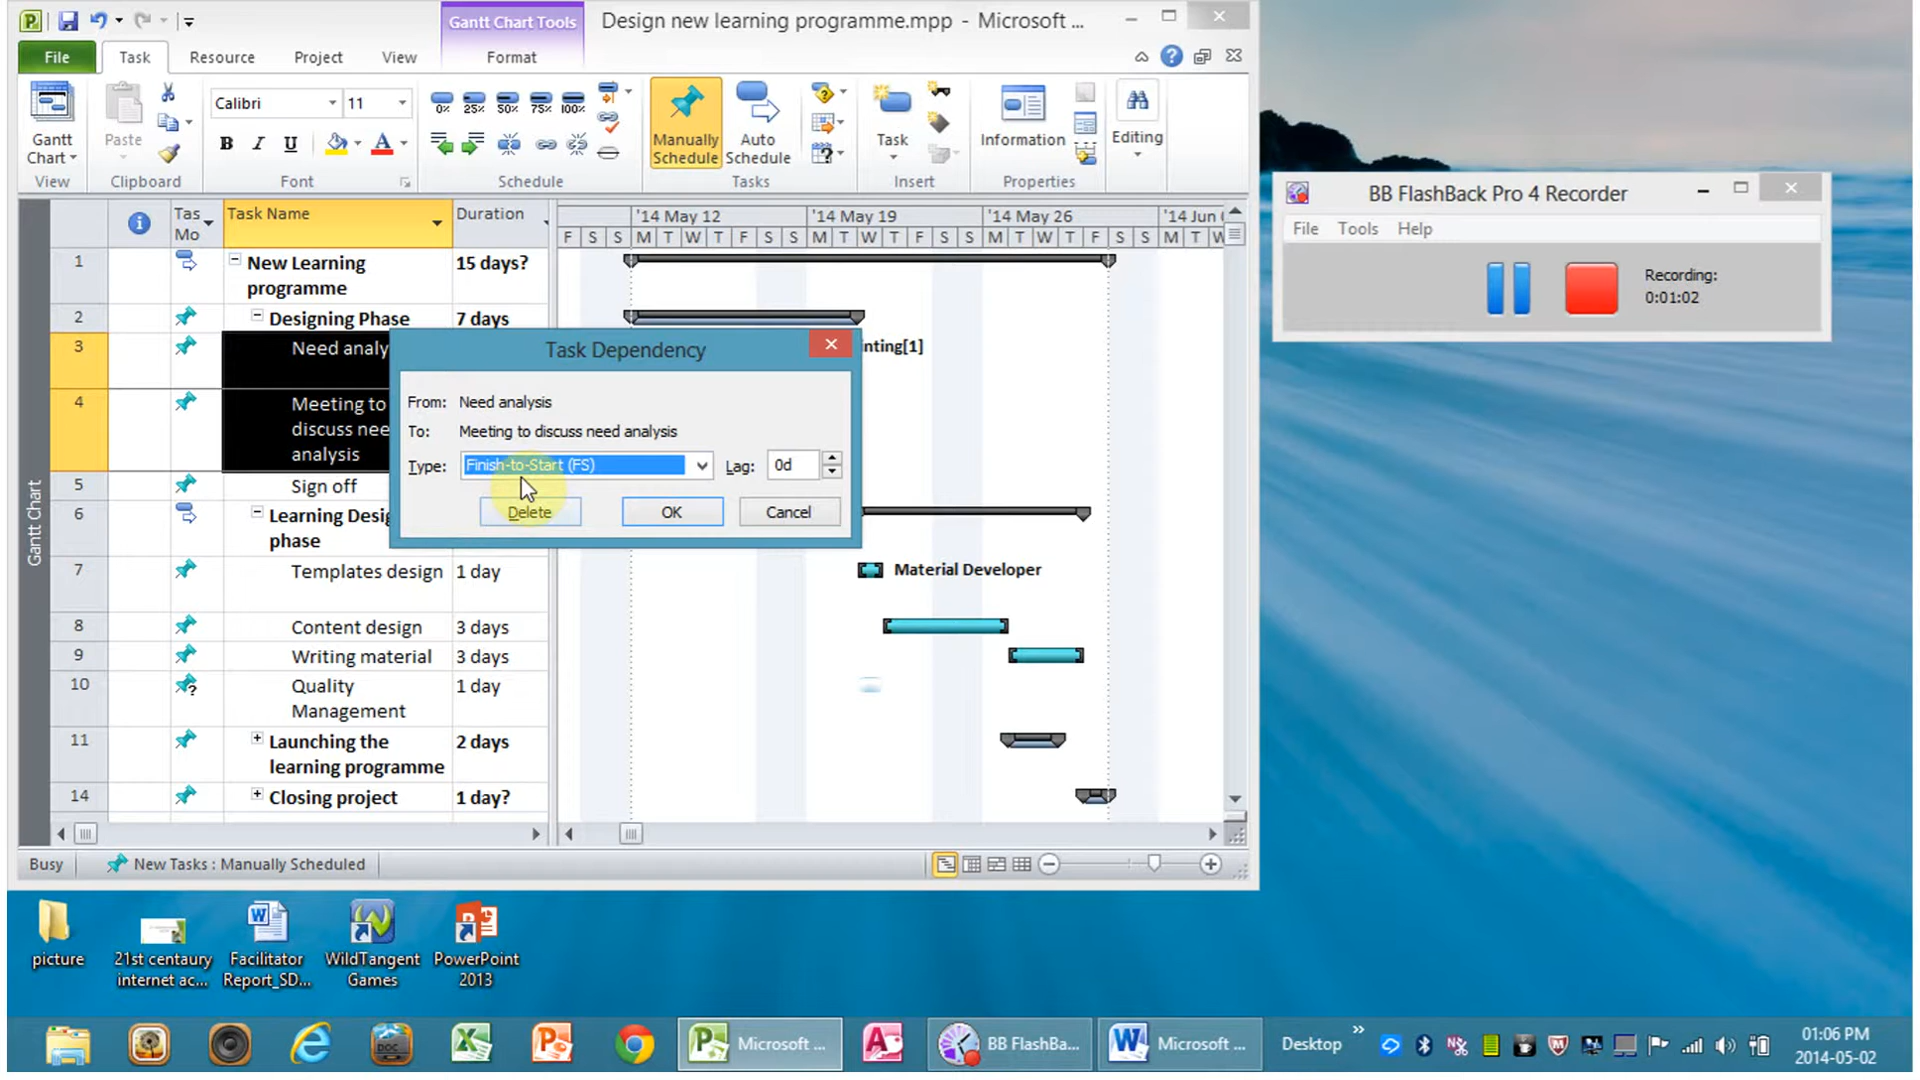 Gantt Chart Tools
Design new learning programme.mpp - Microsoft ...
File
Task
Resource
Project
View
Format
Gantt
Chart
View
Paste
Clipboard
Calibri
11
B I U
A
Font
0% 25% 50% 75% 100%
Schedule
Manually
Schedule
Auto
Schedule
Tasks
Task
Insert
Information
Properties
Editing
Tas
Mo
Task Name
Duration
'14 May 12
'14 May 19
'14 May 26
'14 Jun
F S S M T W T F S S M T W T F S S M T W T F S S M T W
1
New Learning
programme
15 days?
2
Designing Phase
7 days
3
Need analy
inting[1]
4
Meeting to
discuss nee
analysis
5
Sign off
6
Learning Desig
phase
7
Templates design
1 day
Material Developer
8
Content design
3 days
9
Writing material
3 days
10
Quality
Management
1 day
11
Launching the
learning programme
2 days
14
Closing project
1 day?
Gantt Chart
Task Dependency
From: Need analysis
To: Meeting to discuss need analysis
Type: Finish-to-Start (FS)
Lag: 0d
Delete
OK
Cancel
Busy
New Tasks : Manually Scheduled
BB FlashBack Pro 4 Recorder
File Tools Help
Recording:
0:01:02
picture
21st centaury
internet ac...
Facilitator
Report_SD...
WildTangent
Games
PowerPoint
2013
DOC
Microsoft ...
BB FlashBa...
Microsoft ...
Desktop
01:06 PM
2014-05-02